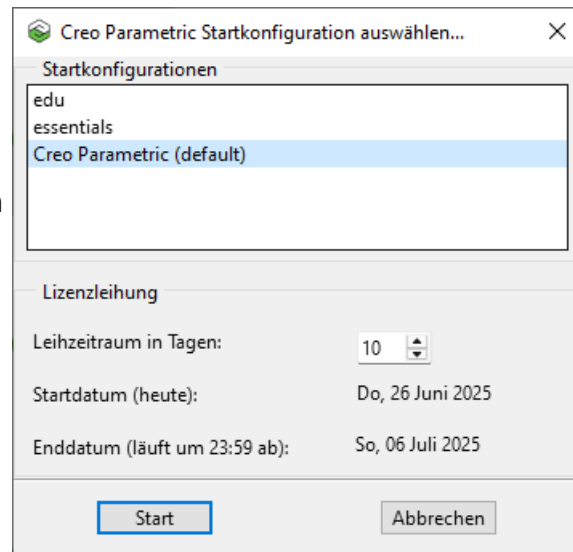 Creo Parametric Startkonfiguration auswählen...
Startkonfigurationen
edu
essentials
Creo Parametric (default)
Lizenzleihung
Leihzeitraum in Tagen: 10
Startdatum (heute): Do, 26 Juni 2025
Enddatum (läuft um 23:59 ab): So, 06 Juli 2025
Start Abbrechen